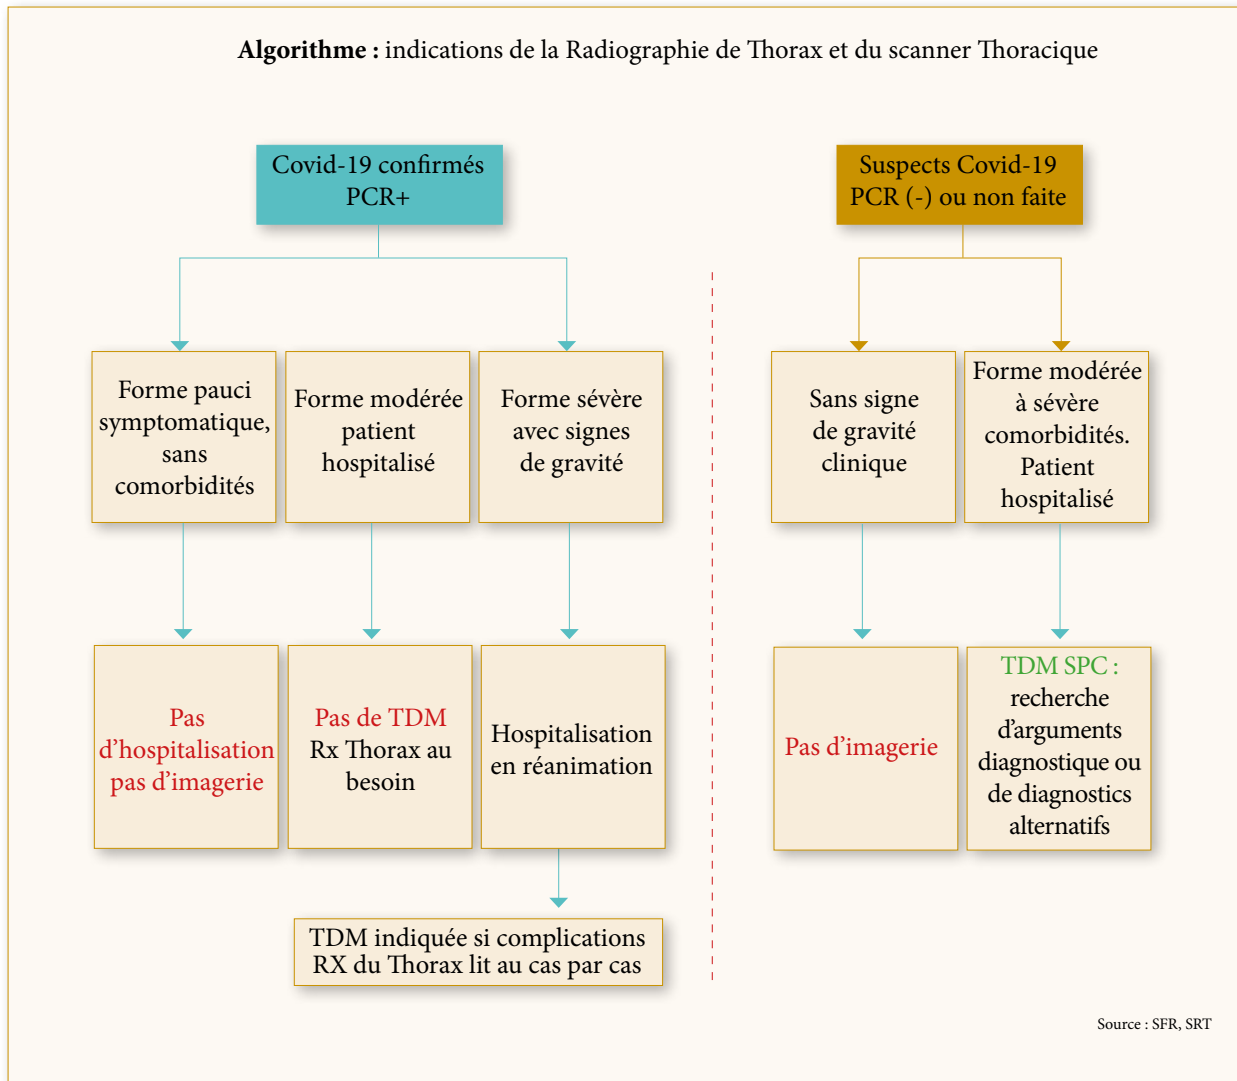 Algorithme : indications de la Radiographie de Thorax et du scanner Thoracique
Covid-19 confirmés
PCR+
Suspects Covid-19
PCR (-) ou non faite
Forme pauci
symptomatique,
sans
comorbidités
Forme modérée
patient
hospitalisé
Forme sévère
avec signes
de gravité
Sans signe
de gravité
clinique
Forme modérée
à sévère
comorbidités.
Patient
hospitalisé
Pas
d’hospitalisation
pas d’imagerie
Pas de TDM
Rx Thorax au
besoin
Hospitalisation
en réanimation
Pas d’imagerie
TDM SPC :
recherche
d’arguments
diagnostique ou
de diagnostics
alternatifs
TDM indiquée si complications
RX du Thorax lit au cas par cas
Source : SFR, SRT